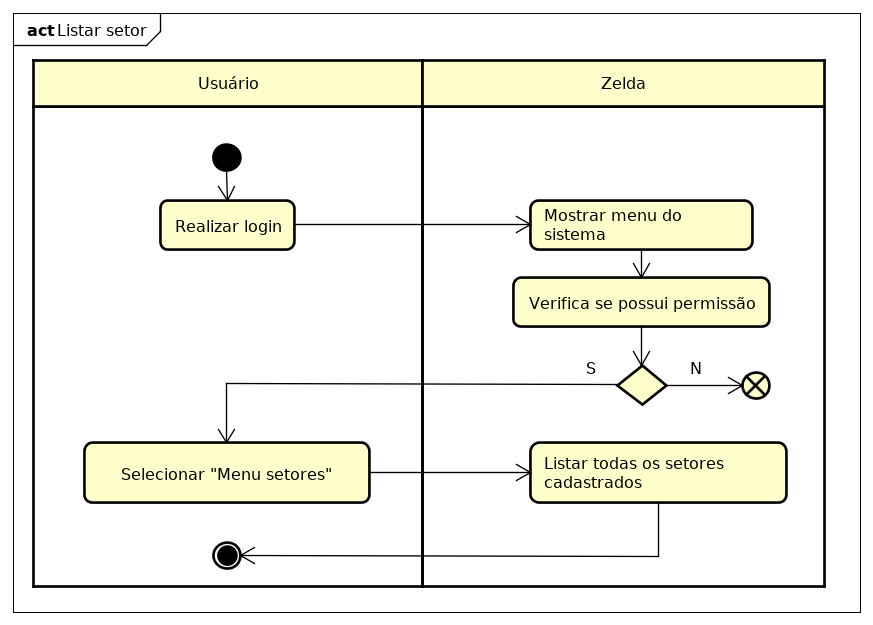 act Listar setor
Usuário
Zelda
Realizar login
Mostrar menu do
sistema
Verifica se possui permissão
S
N
Selecionar "Menu setores"
Listar todas os setores
cadastrados